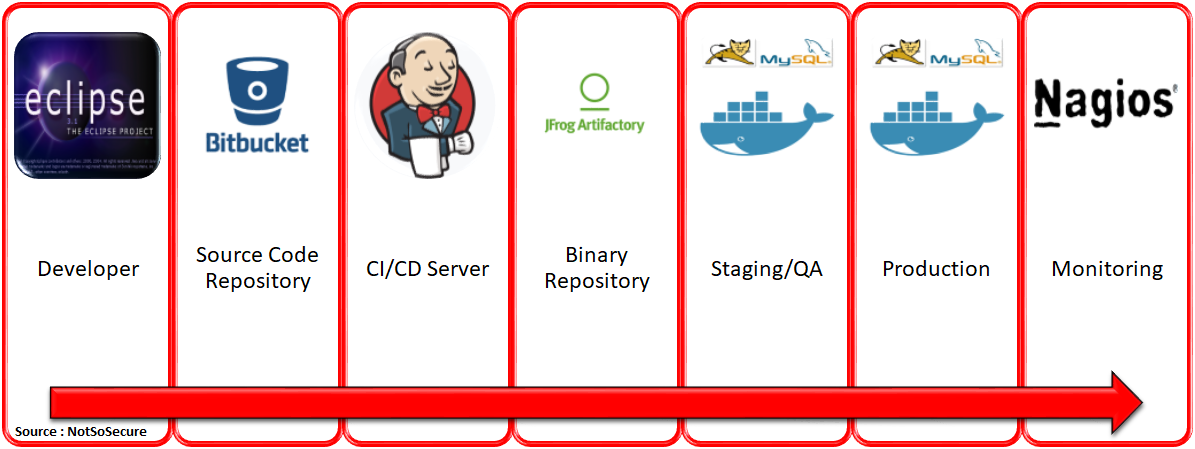 eclipse
3.1
THE ECLIPSE PROJECT
Bitbucket
JFrog Artifactory
MySQL
MySQL
Nagios®
Developer
Source Code
Repository
CI/CD Server
Binary
Repository
Staging/QA
Production
Monitoring
Source : NotSoSecure